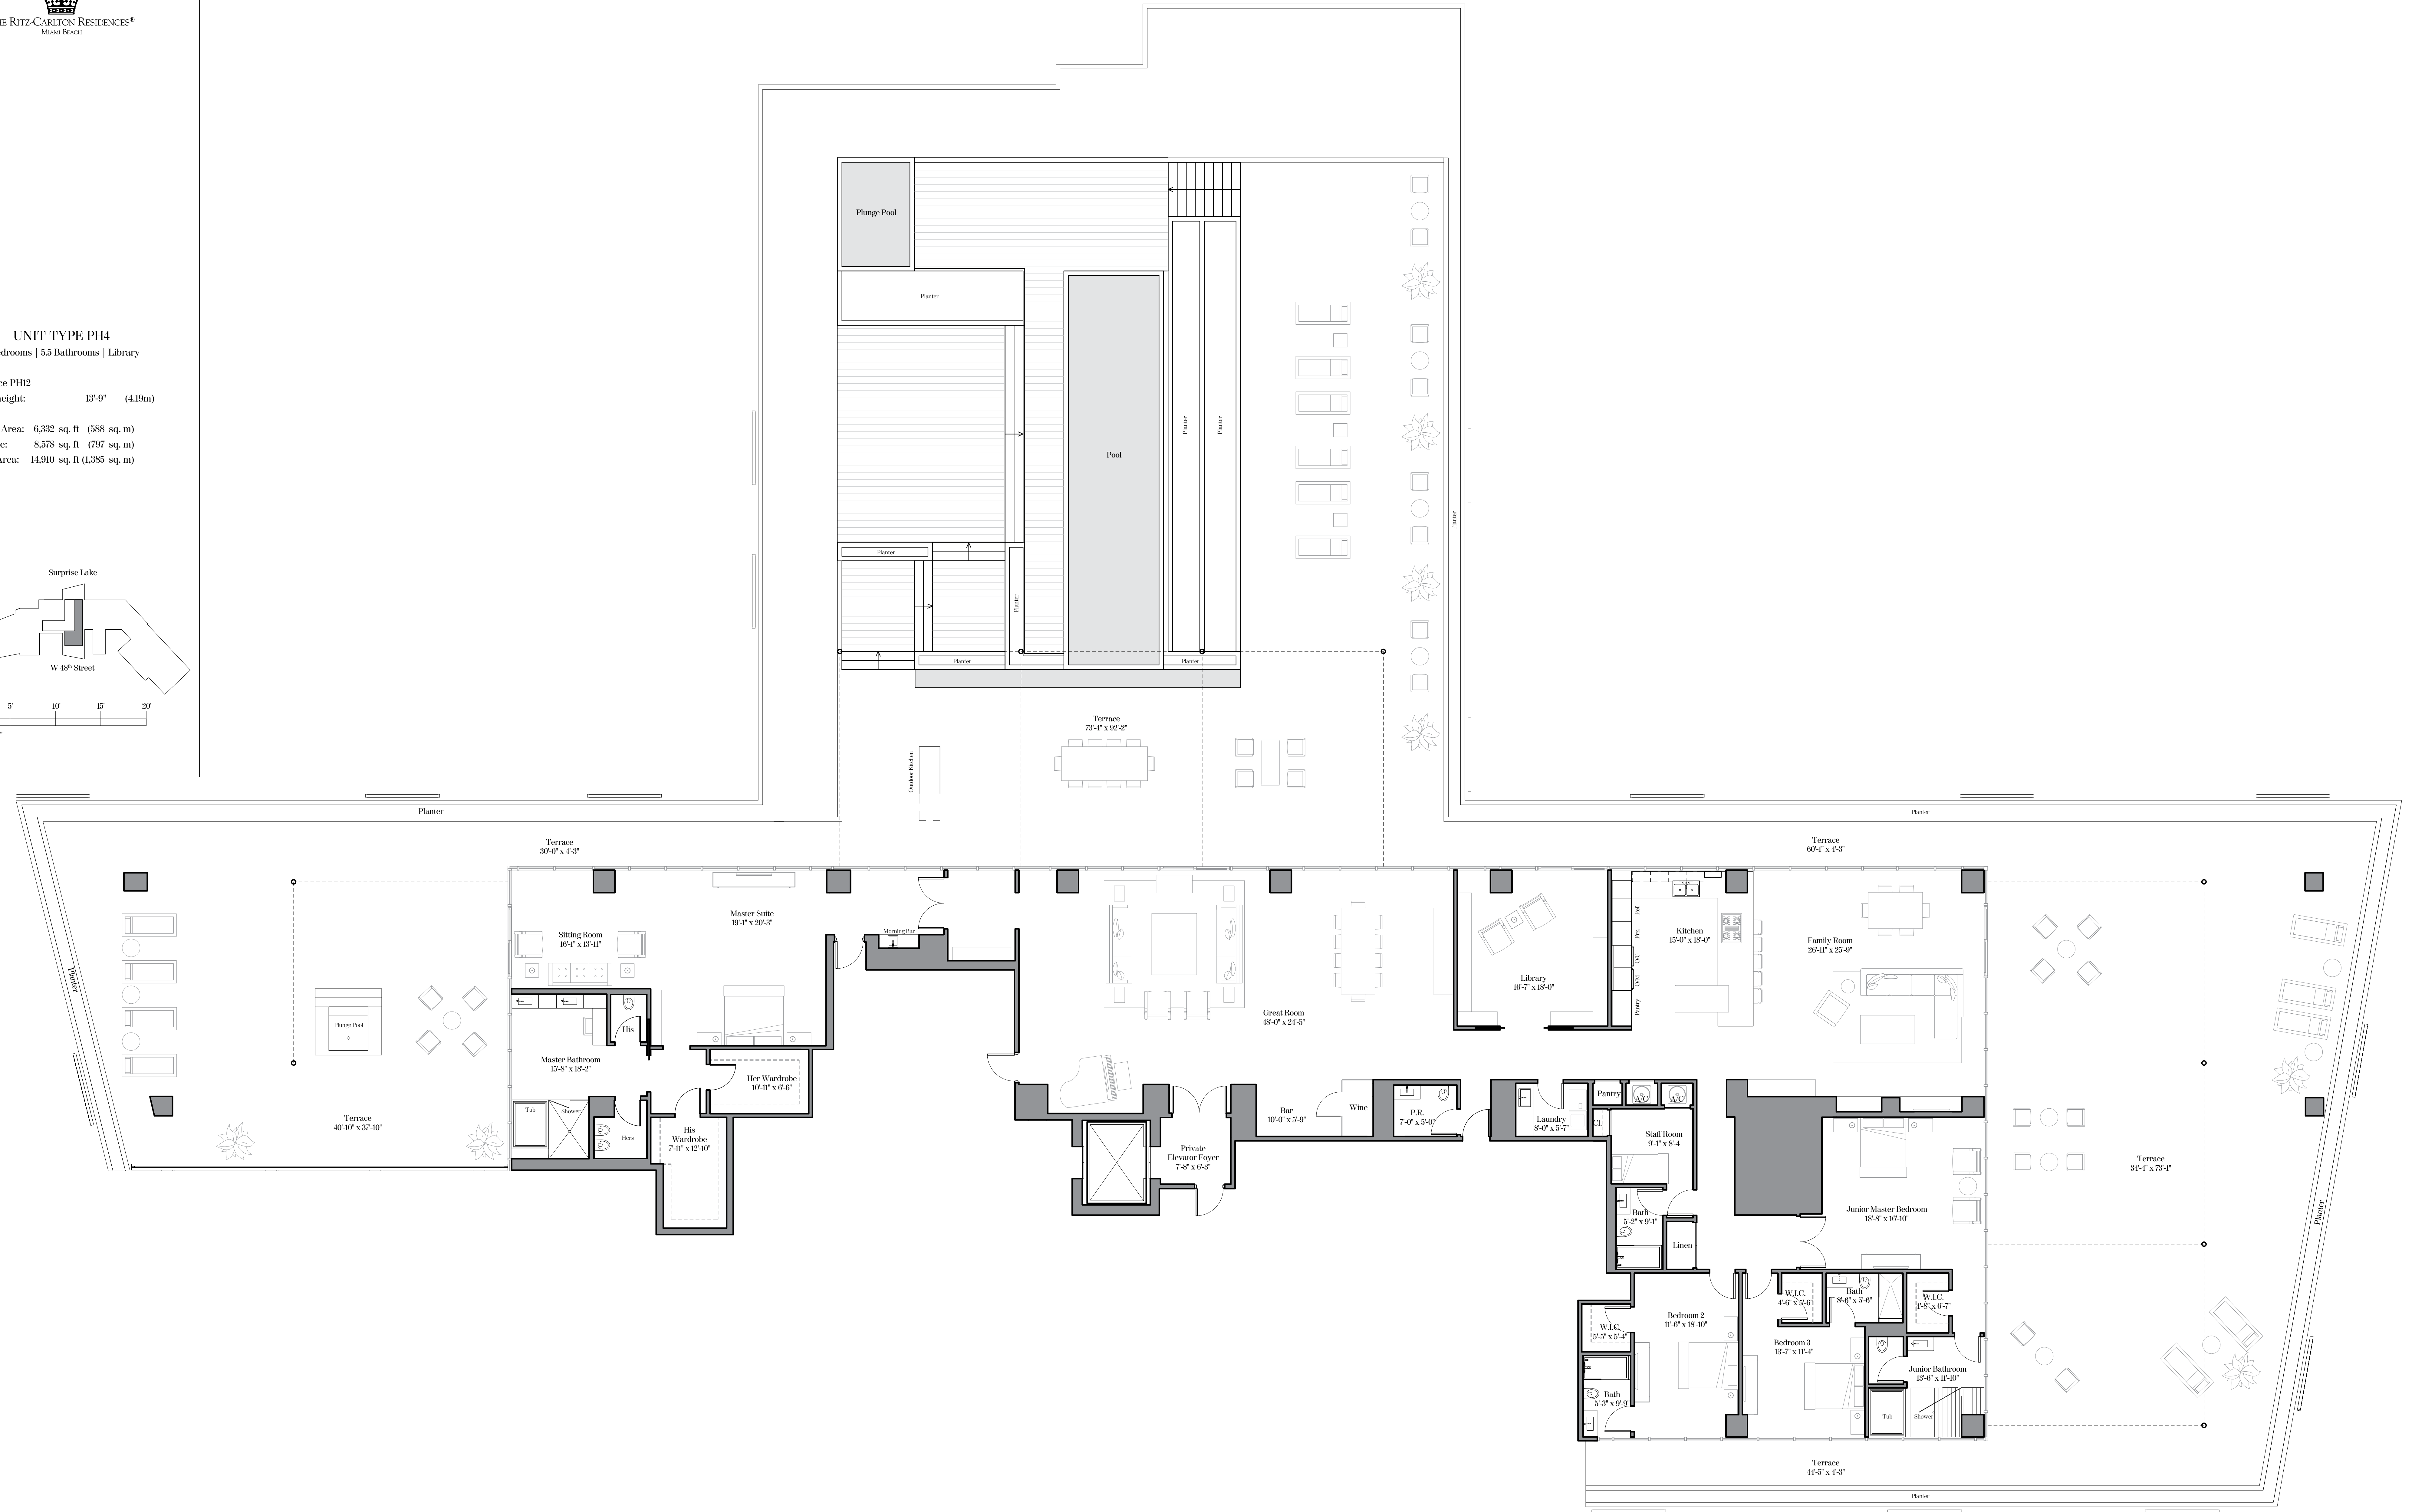 HE RITZ-CARLTON RESIDENCES®
MIAMI BEACH
UNIT TYPE PH4
edrooms | 5.5 Bathrooms | Library
ce PH12
height: 13'-9" (4.19m)
Area: 6,332 sq. ft (588 sq. m)
e: 8,578 sq. ft (797 sq. m)
Area: 14,910 sq. ft (1,385 sq. m)
Surprise Lake
W 48th Street
5' 10' 15' 20'
Plunge Pool
Planter
Planter
Planter
Pool
Planter
Planter
Planter
Planter
Planter
Terrace
73'-4" x 92'-2"
Outdoor Kitchen
Planter
Planter
Terrace
30'-0" x 4'-3"
Terrace
60'-1" x 4'-3"
Planter
Plunge Pool
Terrace
40'-10" x 37'-10"
Sitting Room
16'-1" x 13'-11"
Master Suite
19'-1" x 20'-3"
Morning Bar
His
Master Bathroom
15'-8" x 18'-2"
Her Wardrobe
10'-11" x 6'-6"
Tub
Shower
Hers
His
Wardrobe
7'-11" x 12'-10"
Great Room
48'-0" x 24'-5"
Private
Elevator Foyer
7'-8" x 6'-3"
Bar
10'-0" x 5'-9"
Wine
P.R.
7'-0" x 5'-0"
Library
16'-7" x 18'-0"
Ref.
Frz.
O/C
O/M
Pantry
Kitchen
15'-0" x 18'-0"
Family Room
26'-11" x 25'-9"
Laundry
8'-0" x 5'-7"
Pantry
A/C
A/C
CL
Staff Room
9'-1" x 8'-4
Bath
5'-2" x 9'-1"
Linen
Junior Master Bedroom
18'-8" x 16'-10"
Terrace
34'-4" x 73'-1"
Planter
W.I.C.
5'-5" x 5'-4"
Bedroom 2
11'-6" x 18'-10"
Bath
5'-3" x 9'-9"
W.I.C.
4'-6" x 5'-6"
Bath
8'-6" x 5'-6"
W.I.C.
4'-8" x 6'-7"
Bedroom 3
13'-7" x 11'-4"
Junior Bathroom
13'-6" x 11'-10"
Tub
Shower
Terrace
44'-5" x 4'-3"
Planter